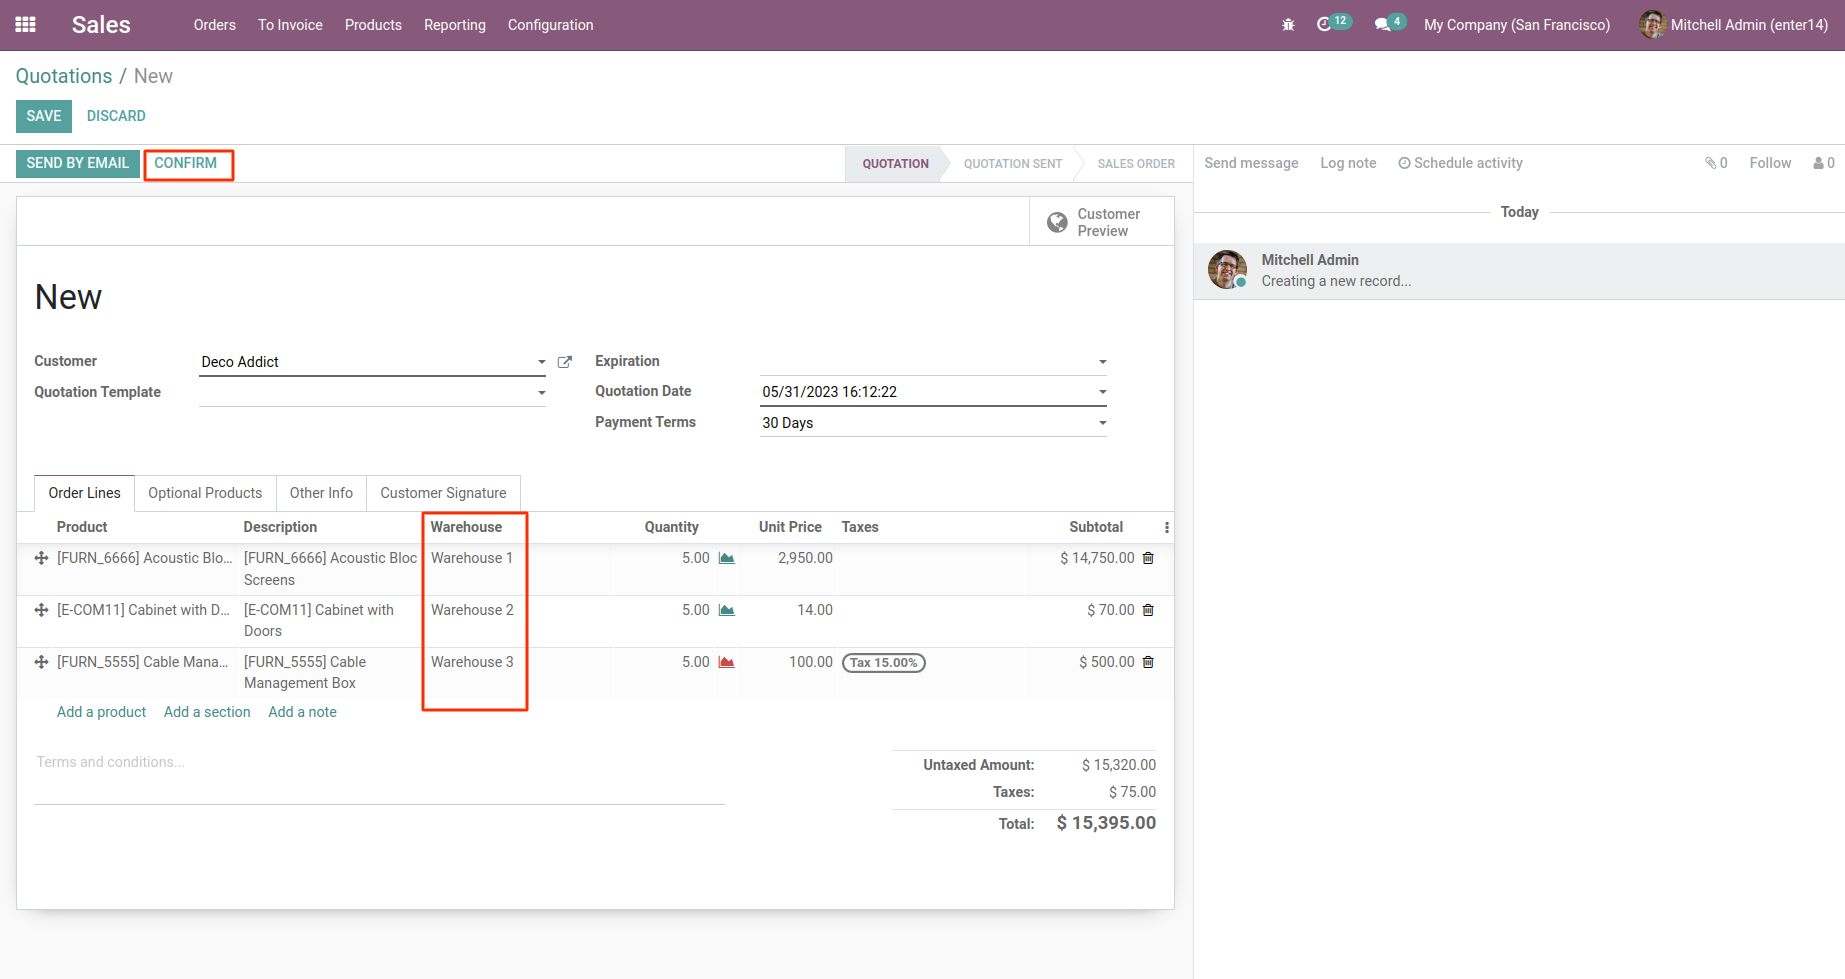 Sales Orders To Invoice Products Reporting Configuration 12 4 My Company (San Francisco) Mitchell Admin (enter14)
Quotations / New
SAVE DISCARD
SEND BY EMAIL CONFIRM QUOTATION QUOTATION SENT SALES ORDER Send message Log note Schedule activity 0 Follow 0
Today
Customer
Preview
Mitchell Admin
Creating a new record...
New
Customer Deco Addict Expiration
Quotation Template Quotation Date 05/31/2023 16:12:22
Payment Terms 30 Days
Order Lines Optional Products Other Info Customer Signature
Product Description Warehouse Quantity Unit Price Taxes Subtotal
[FURN_6666] Acoustic Blo... [FURN_6666] Acoustic Bloc Warehouse 1 5.00 2,950.00 $ 14,750.00
Screens
[E-COM11] Cabinet with D... [E-COM11] Cabinet with Warehouse 2 5.00 14.00 $ 70.00
Doors
[FURN_5555] Cable Mana... [FURN_5555] Cable Warehouse 3 5.00 100.00 Tax 15.00% $ 500.00
Management Box
Add a product Add a section Add a note
Terms and conditions...
Untaxed Amount: $ 15,320.00
Taxes: $ 75.00
Total: $ 15,395.00